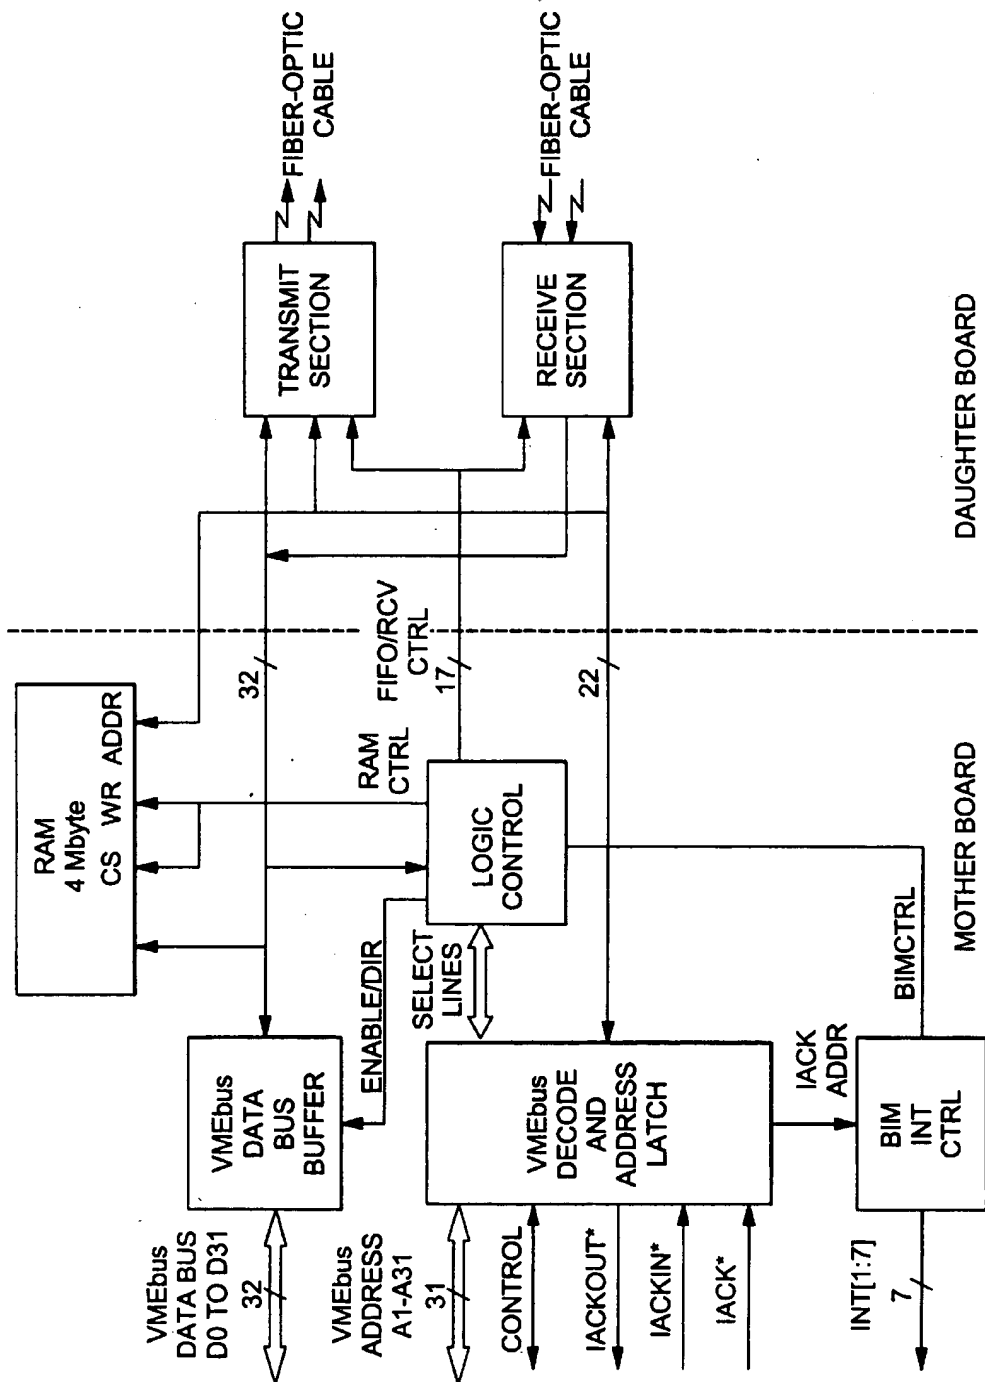 RAM
4 Mbyte
CS WR ADDR
VMEbus
DATA BUS
D0 TO D31
32
VMEbus
DATA
BUS
BUFFER
32
TRANSMIT
SECTION
FIBER-OPTIC
CABLE
ENABLE/DIR
RAM
CTRL
FIFO/RCV
CTRL
17
VMEbus
ADDRESS
A1-A31
31
SELECT
LINES
LOGIC
CONTROL
CONTROL
IACKOUT*
IACKIN*
IACK*
VMEbus
DECODE
AND
ADDRESS
LATCH
22
RECEIVE
SECTION
FIBER-OPTIC
CABLE
IACK
ADDR
INT[1:7]
7
BIM
INT
CTRL
BIMCTRL
MOTHER BOARD
DAUGHTER BOARD